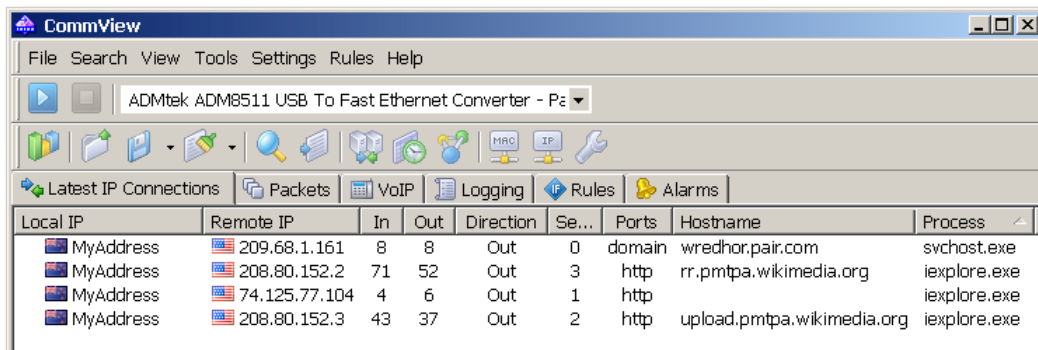 CommView
File Search View Tools Settings Rules Help
ADMtek ADM8511 USB To Fast Ethernet Converter - Pa
MAC IP
Latest IP Connections Packets VoIP Logging IF Rules Alarms
Local IP Remote IP In Out Direction Se... Ports Hostname Process
MyAddress 209.68.1.161 8 8 Out 0 domain wredhor.pair.com svchost.exe
MyAddress 208.80.152.2 71 52 Out 3 http rr.pmtpa.wikimedia.org iexplore.exe
MyAddress 74.125.77.104 4 6 Out 1 http iexplore.exe
MyAddress 208.80.152.3 43 37 Out 2 http upload.pmtpa.wikimedia.org iexplore.exe